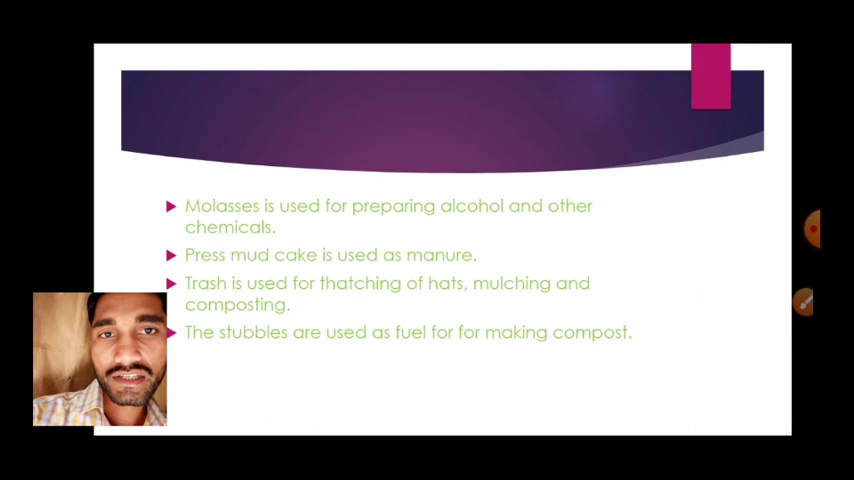 Molasses is used for preparing alcohol and other
chemicals.
Press mud cake is used as manure.
Trash is used for thatching of hats, mulching and
composting.
The stubbles are used as fuel for for making compost.